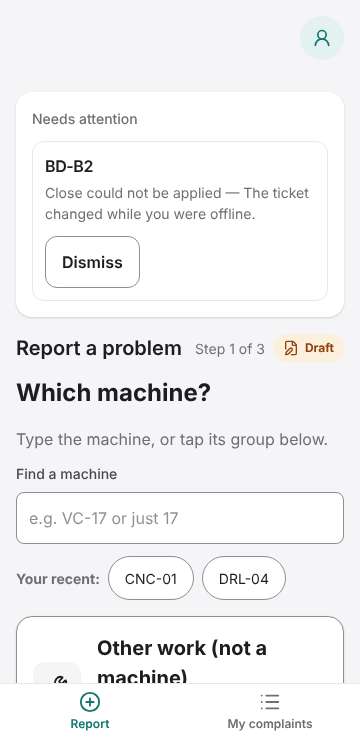 Needs attention
BD-B2
Close could not be applied — The ticket
changed while you were offline.
Dismiss
Report a problem Step 1 of 3 Draft
Which machine?
Type the machine, or tap its group below.
Find a machine
e.g. VC-17 or just 17
Your recent: CNC-01 DRL-04
Other work (not a
machine)
Report My complaints